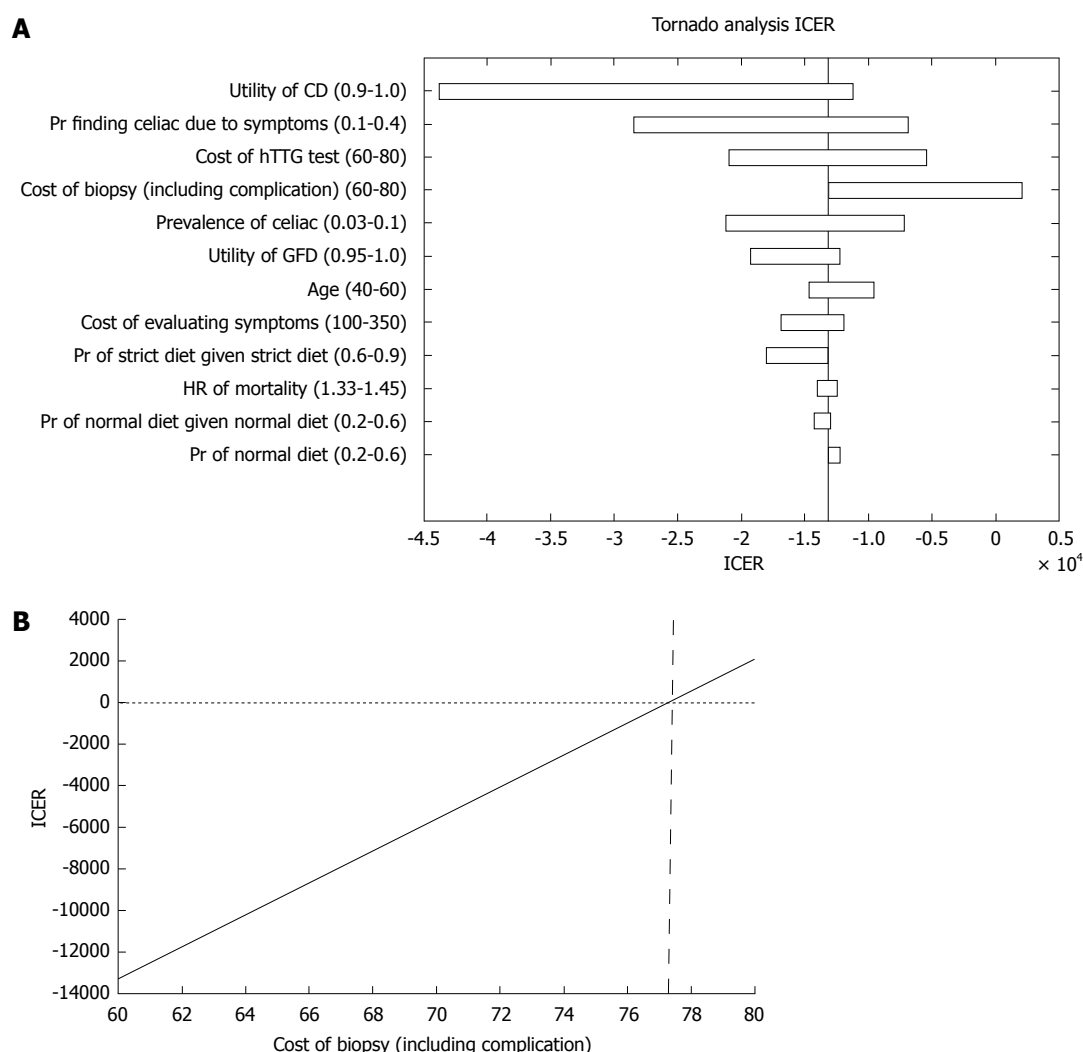 A
Tornado analysis ICER
Utility of CD (0.9-1.0)
Pr finding celiac due to symptoms (0.1-0.4)
Cost of hTTG test (60-80)
Cost of biopsy (including complication) (60-80)
Prevalence of celiac (0.03-0.1)
Utility of GFD (0.95-1.0)
Age (40-60)
Cost of evaluating symptoms (100-350)
Pr of strict diet given strict diet (0.6-0.9)
HR of mortality (1.33-1.45)
Pr of normal diet given normal diet (0.2-0.6)
Pr of normal diet (0.2-0.6)
-4.5 -4 -3.5 -3 -2.5 -2 -1.5 -1 -0.5 0 0.5
ICER
× 10⁴
B
4000
2000
0
-2000
-4000
-6000
-8000
-10000
-12000
-14000
ICER
60 62 64 66 68 70 72 74 76 78 80
Cost of biopsy (including complication)